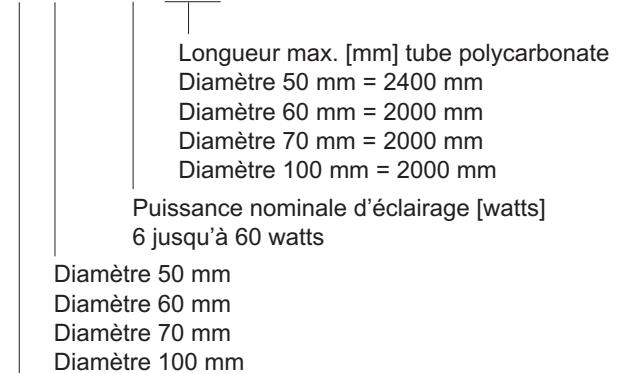 Longueur max. [mm] tube polycarbonate
Diamètre 50 mm = 2400 mm
Diamètre 60 mm = 2000 mm
Diamètre 70 mm = 2000 mm
Diamètre 100 mm = 2000 mm
Puissance nominale d'éclairage [watts]
6 jusqu'à 60 watts
Diamètre 50 mm
Diamètre 60 mm
Diamètre 70 mm
Diamètre 100 mm